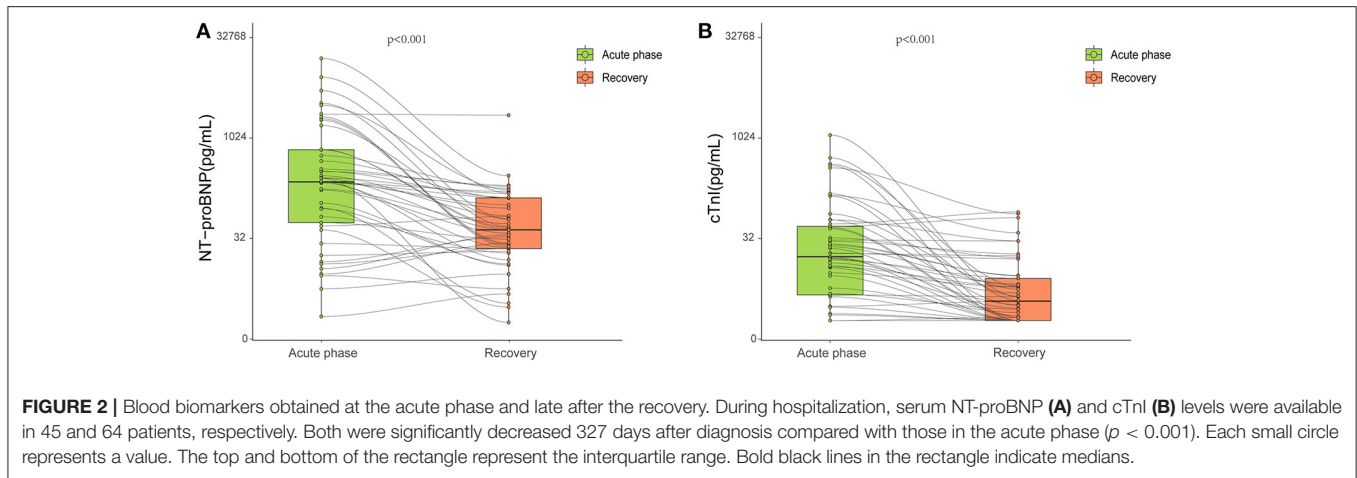 A
32768
p<0.001
Acute phase
Recovery
NT-proBNP(pg/mL)
1024
32
0
Acute phase
Recovery
B
32768
p<0.001
Acute phase
Recovery
cTnI(pg/mL)
1024
32
0
Acute phase
Recovery
FIGURE 2 | Blood biomarkers obtained at the acute phase and late after the recovery. During hospitalization, serum NT-proBNP (A) and cTnI (B) levels were available
in 45 and 64 patients, respectively. Both were significantly decreased 327 days after diagnosis compared with those in the acute phase (p < 0.001). Each small circle
represents a value. The top and bottom of the rectangle represent the interquartile range. Bold black lines in the rectangle indicate medians.